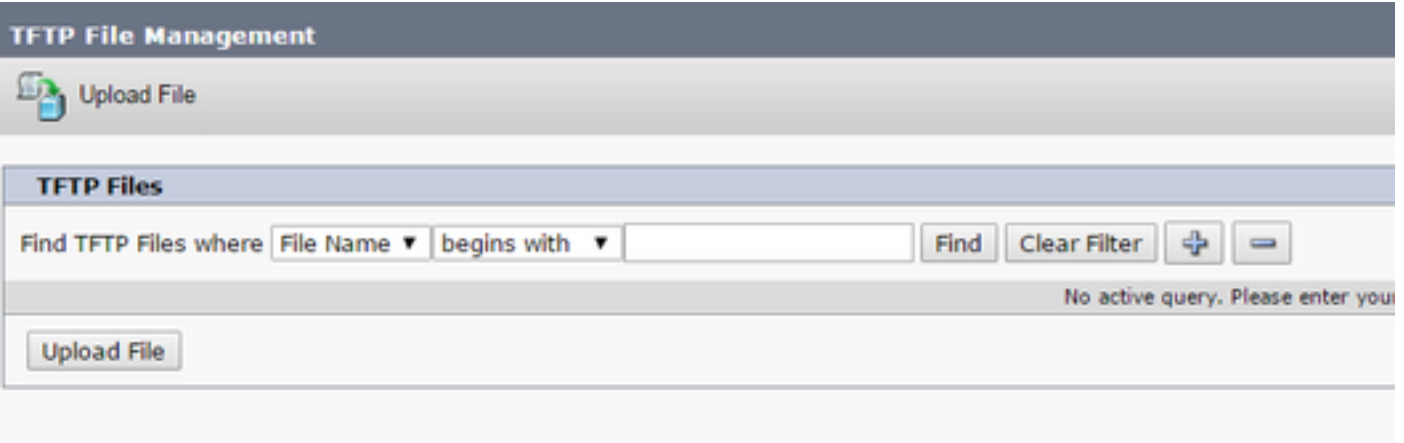 TFTP File Management
Upload File
TFTP Files
Find TFTP Files where File Name begins with Find Clear Filter
No active query. Please enter your
Upload File